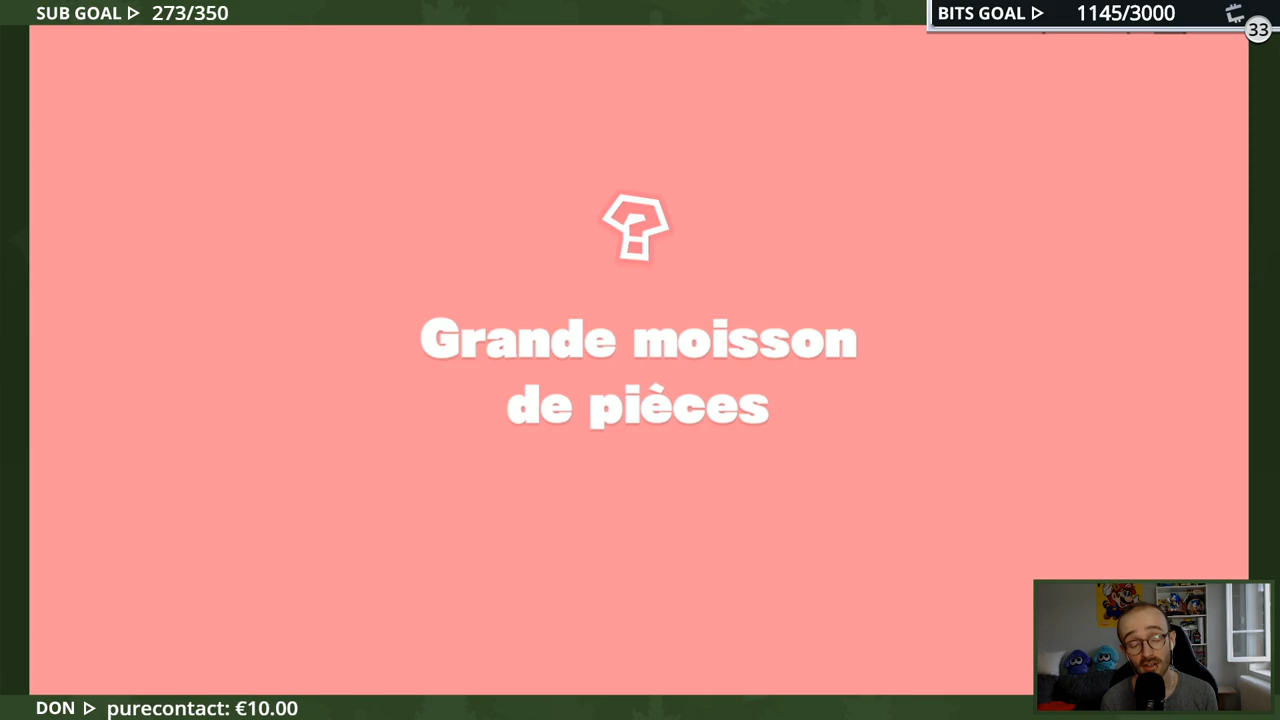 SUB GOAL ▷ 273/350
BITS GOAL ▷ 1145/3000
33
?
Grande moisson
de pièces
DON ▷ purecontact: €10.00